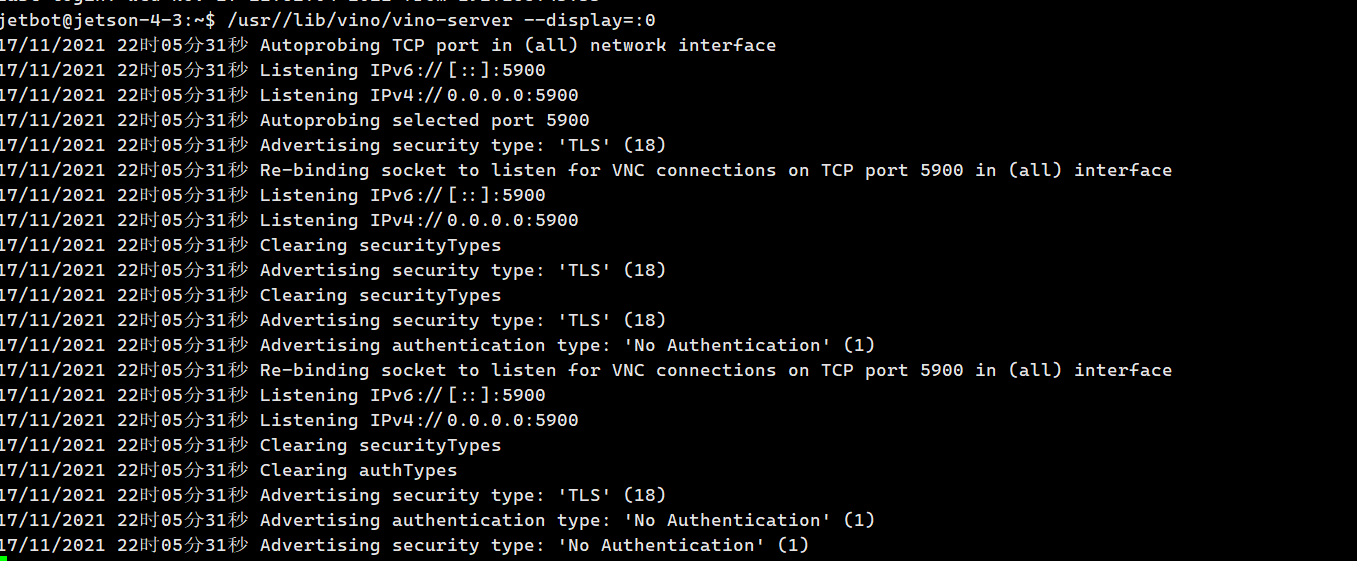 jetbot@jetson-4-3:~$ /usr//lib/vino/vino-server --display=:0
17/11/2021 22时05分31秒 Autoprobing TCP port in (all) network interface
17/11/2021 22时05分31秒 Listening IPv6://[::]:5900
17/11/2021 22时05分31秒 Listening IPv4://0.0.0.0:5900
17/11/2021 22时05分31秒 Autoprobing selected port 5900
17/11/2021 22时05分31秒 Advertising security type: 'TLS' (18)
17/11/2021 22时05分31秒 Re-binding socket to listen for VNC connections on TCP port 5900 in (all) interface
17/11/2021 22时05分31秒 Listening IPv6://[::]:5900
17/11/2021 22时05分31秒 Listening IPv4://0.0.0.0:5900
17/11/2021 22时05分31秒 Clearing securityTypes
17/11/2021 22时05分31秒 Advertising security type: 'TLS' (18)
17/11/2021 22时05分31秒 Clearing securityTypes
17/11/2021 22时05分31秒 Advertising security type: 'TLS' (18)
17/11/2021 22时05分31秒 Advertising authentication type: 'No Authentication' (1)
17/11/2021 22时05分31秒 Re-binding socket to listen for VNC connections on TCP port 5900 in (all) interface
17/11/2021 22时05分31秒 Listening IPv6://[::]:5900
17/11/2021 22时05分31秒 Listening IPv4://0.0.0.0:5900
17/11/2021 22时05分31秒 Clearing securityTypes
17/11/2021 22时05分31秒 Clearing authTypes
17/11/2021 22时05分31秒 Advertising security type: 'TLS' (18)
17/11/2021 22时05分31秒 Advertising authentication type: 'No Authentication' (1)
17/11/2021 22时05分31秒 Advertising security type: 'No Authentication' (1)